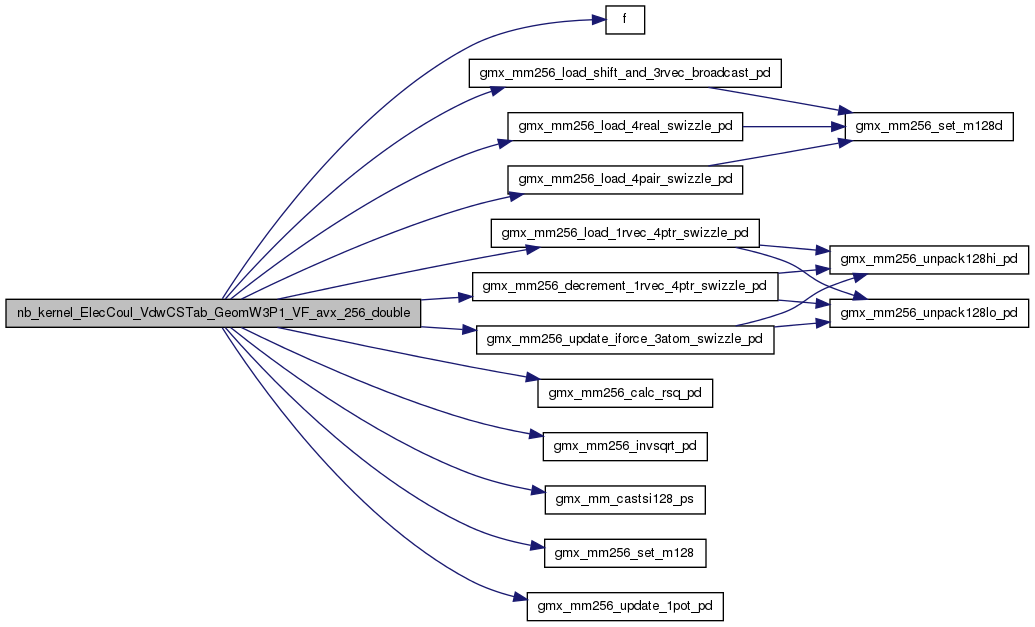 f
gmx_mm256_load_shift_and_3rvec_broadcast_pd
gmx_mm256_load_4real_swizzle_pd
gmx_mm256_set_m128d
gmx_mm256_load_4pair_swizzle_pd
gmx_mm256_load_1rvec_4ptr_swizzle_pd
gmx_mm256_unpack128hi_pd
gmx_mm256_decrement_1rvec_4ptr_swizzle_pd
nb_kernel_ElecCoul_VdwCSTab_GeomW3P1_VF_avx_256_double
gmx_mm256_unpack128lo_pd
gmx_mm256_update_iforce_3atom_swizzle_pd
gmx_mm256_calc_rsq_pd
gmx_mm256_invsqrt_pd
gmx_mm_castsi128_ps
gmx_mm256_set_m128
gmx_mm256_update_1pot_pd